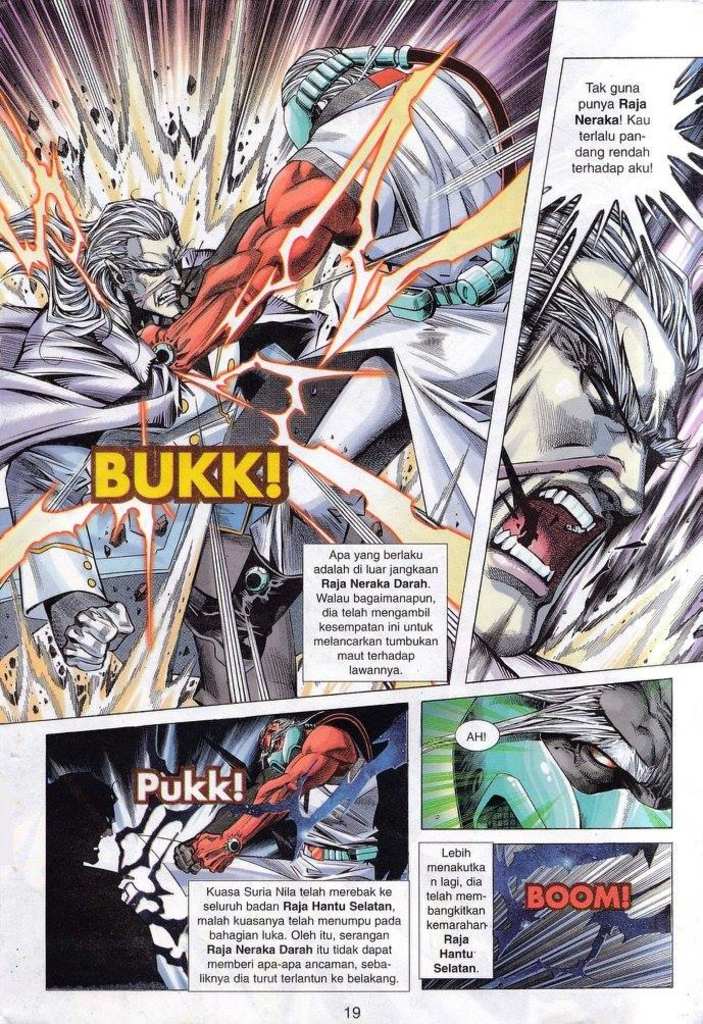 Tak guna
punya Raja
Neraka! Kau
terlalu pan-
dang rendah
terhadap aku!
BUKK!
Apa yang berlaku
adalah di luar jangkaan
Raja Neraka Darah.
Walau bagaimanapun,
dia telah mengambil
kesempatan ini untuk
melancarkan tumbukan
maut terhadap
lawannya.
Pukk!
Kuasa Suria Nila telah merebak ke
seluruh badan Raja Hantu Selatan,
malah kuasanya telah menumpu pada
bahagian luka. Oleh itu, serangan
Raja Neraka Darah itu tidak dapat
memberi apa-apa ancaman, seba-
liknya dia turut terlantun ke belakang.
AH!
Lebih
menakutka
n lagi, dia
telah mem-
bangkitkan
kemarahan
Raja
Hantu
Selatan.
BOOM!
19